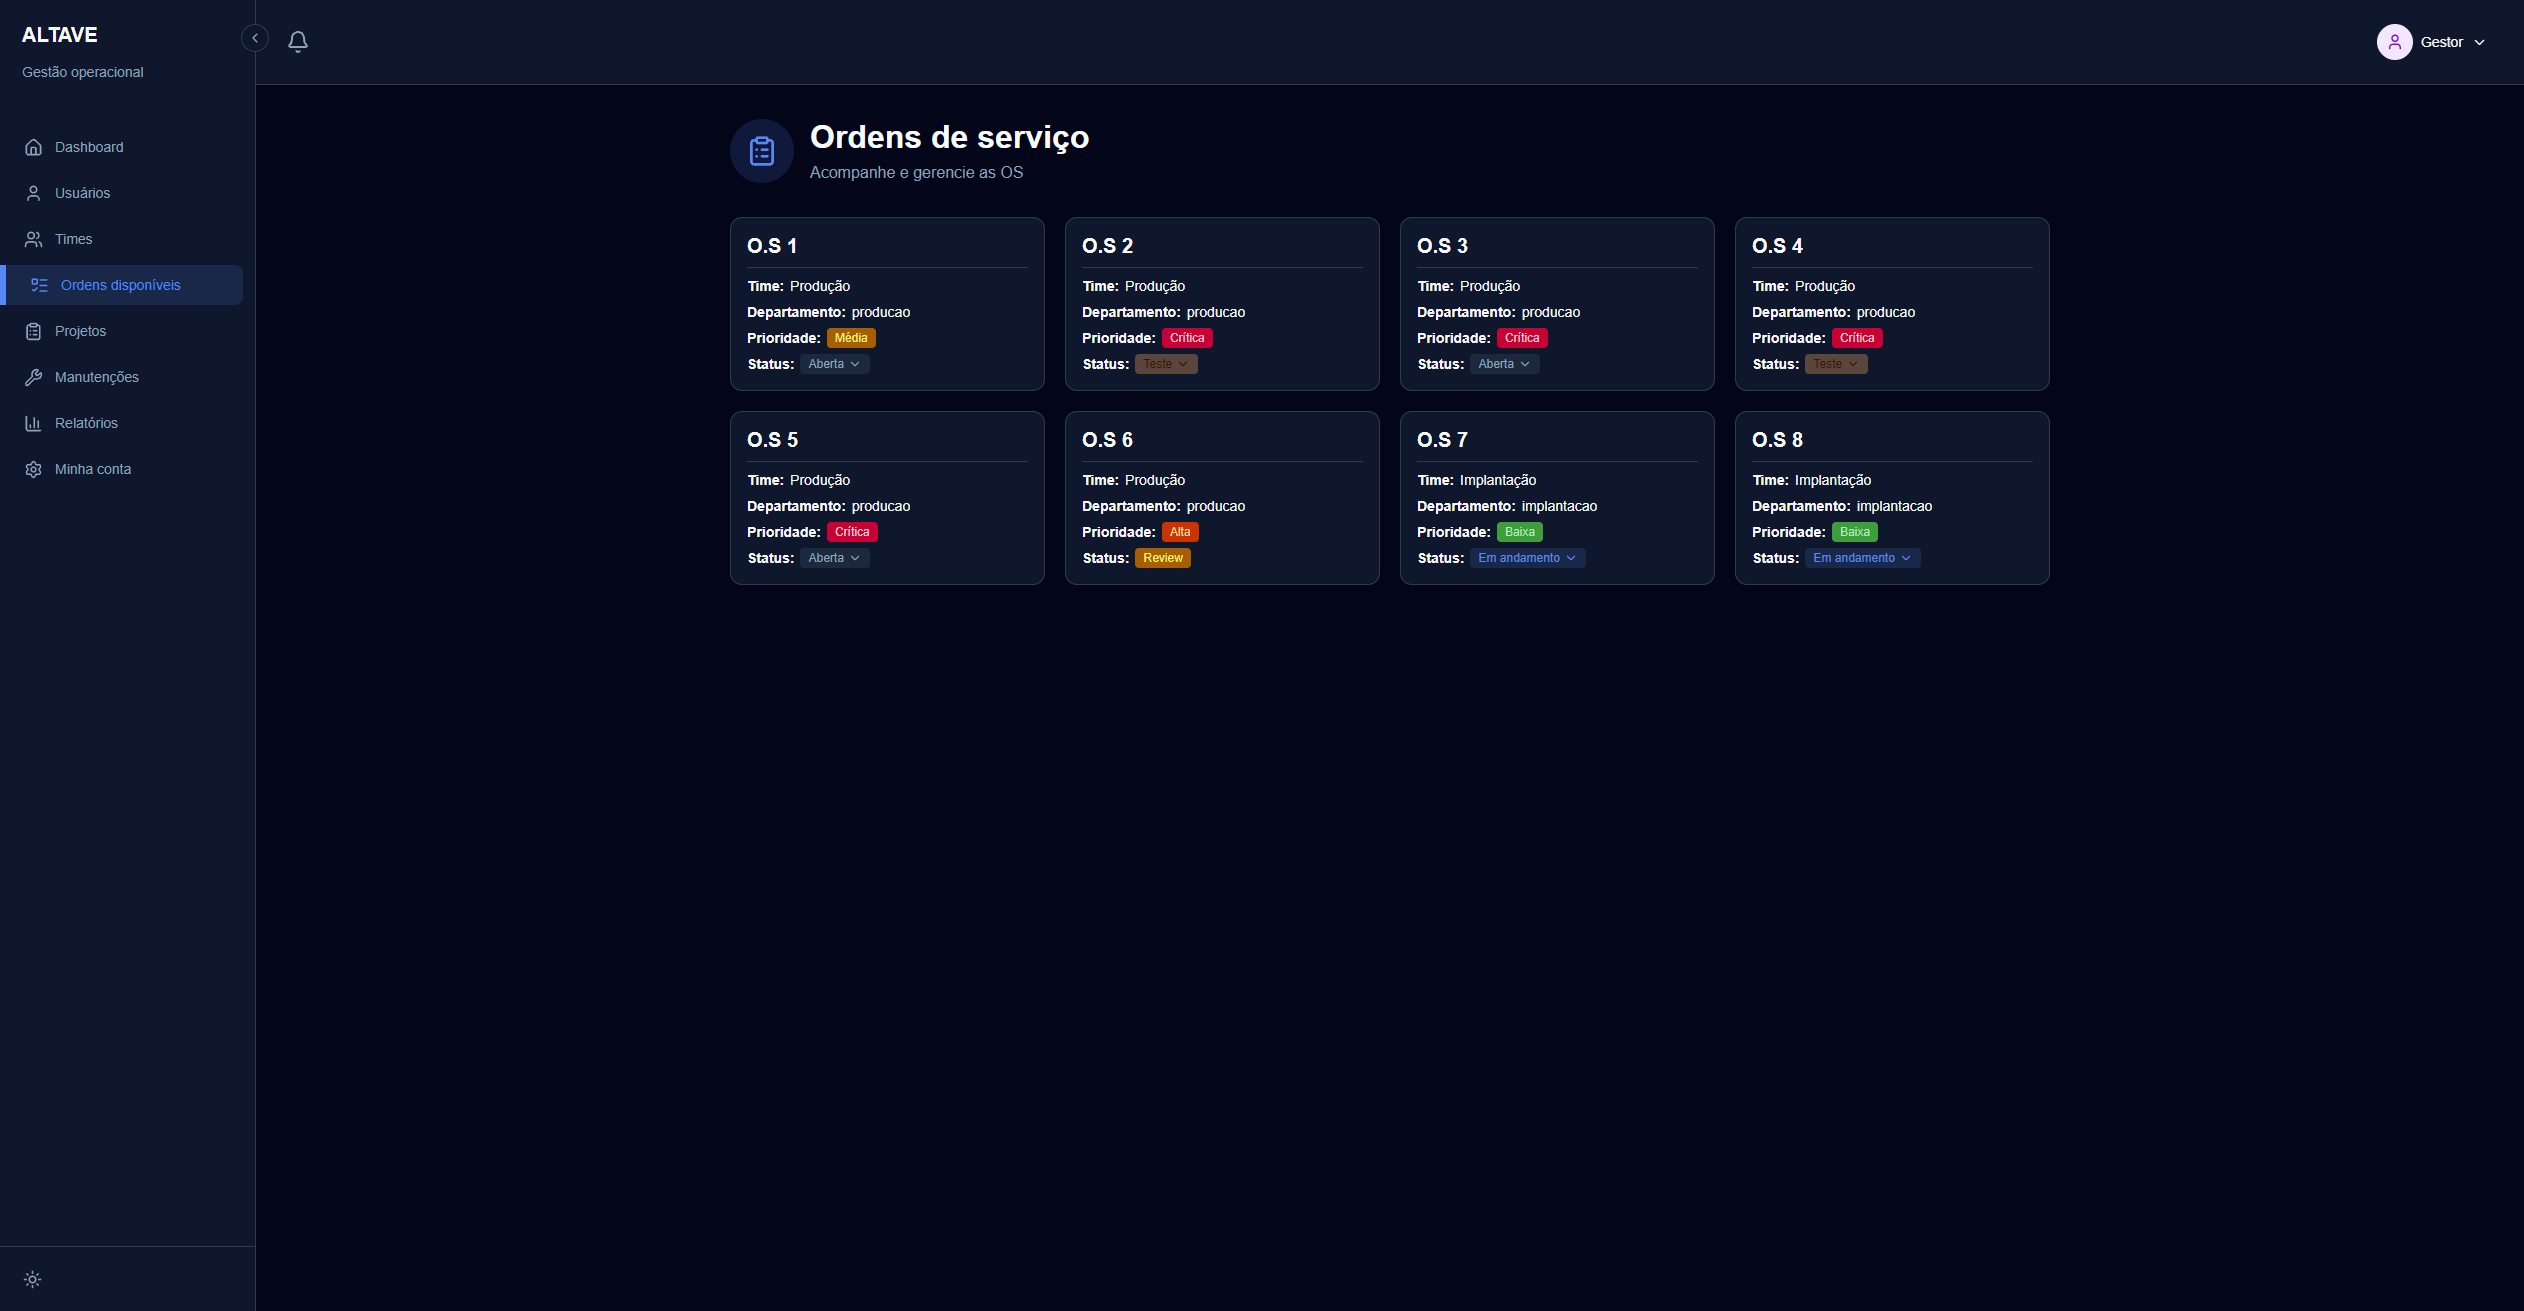 ALTAVE
Gestão operacional
Dashboard
Usuários
Times
Ordens disponíveis
Projetos
Manutenções
Relatórios
Minha conta
Gestor
Ordens de serviço
Acompanhe e gerencie as OS
O.S 1
Time: Produção
Departamento: producao
Prioridade: Média
Status: Aberta
O.S 2
Time: Produção
Departamento: producao
Prioridade: Crítica
Status: Teste
O.S 3
Time: Produção
Departamento: producao
Prioridade: Crítica
Status: Aberta
O.S 4
Time: Produção
Departamento: producao
Prioridade: Crítica
Status: Teste
O.S 5
Time: Produção
Departamento: producao
Prioridade: Crítica
Status: Aberta
O.S 6
Time: Produção
Departamento: producao
Prioridade: Alta
Status: Review
O.S 7
Time: Implantação
Departamento: implantacao
Prioridade: Baixa
Status: Em andamento
O.S 8
Time: Implantação
Departamento: implantacao
Prioridade: Baixa
Status: Em andamento